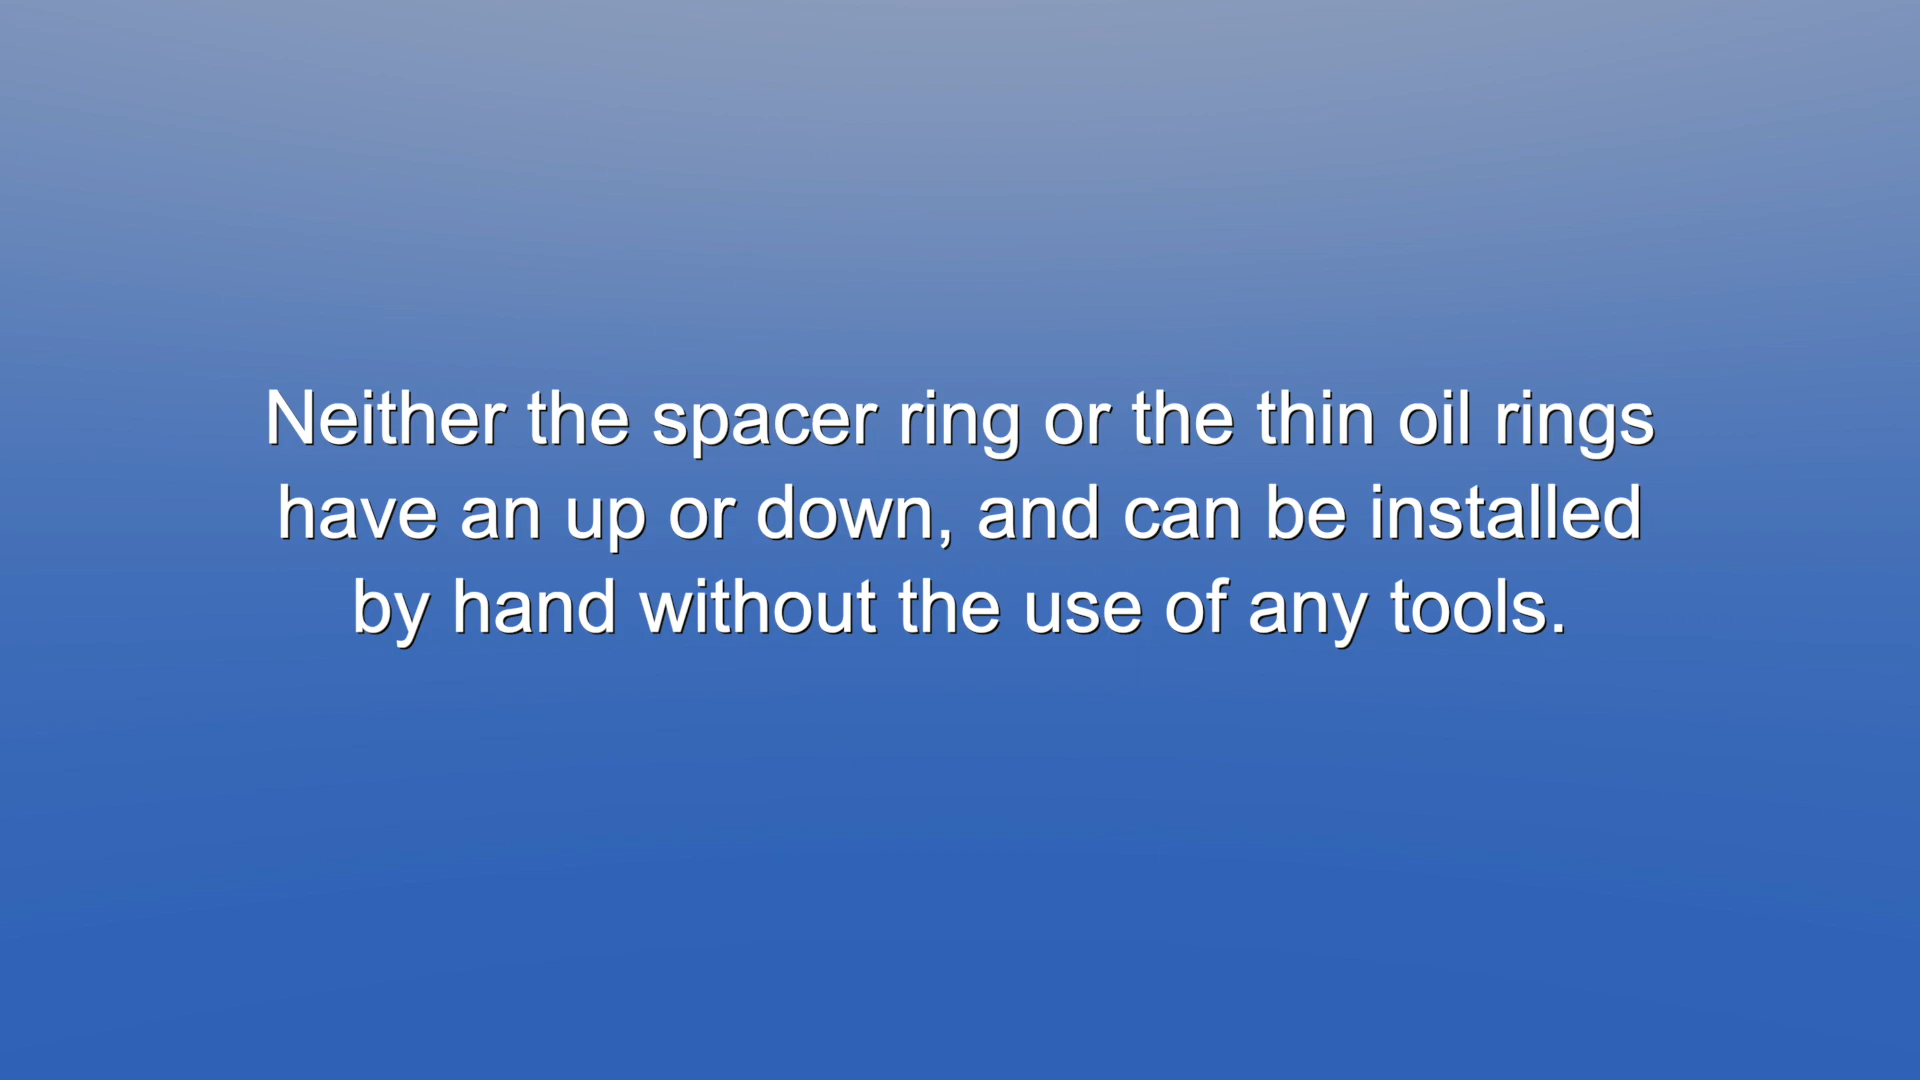 Neither the spacer ring or the thin oil rings
have an up or down, and can be installed
by hand without the use of any tools.